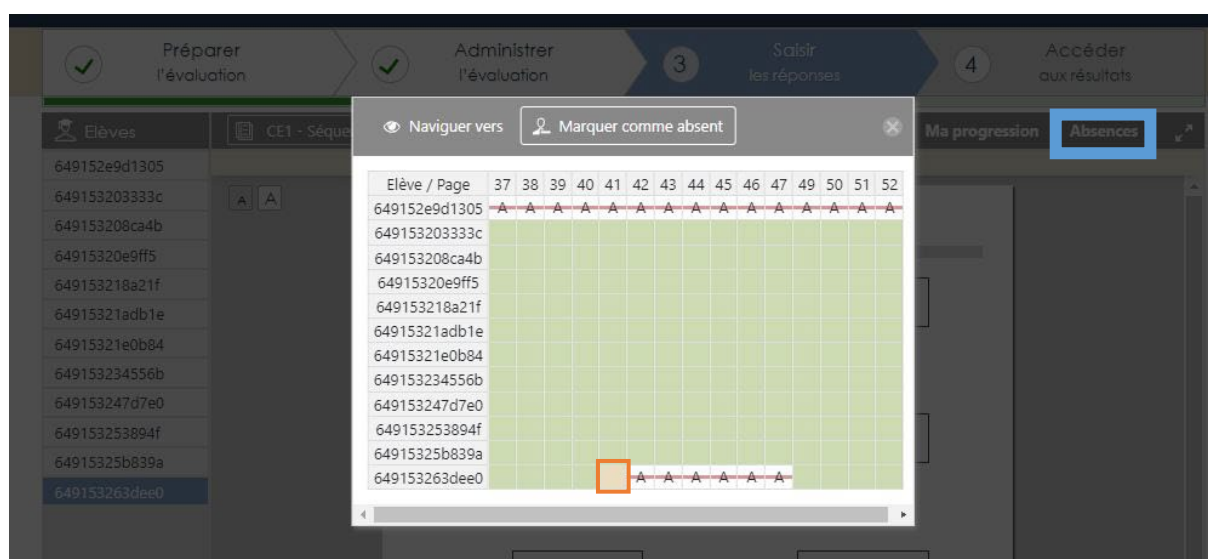 Préparer
l'évaluation
Administrer
l'évaluation
3
Saisir
les réponses
4
Accéder
aux résultats
Elèves
CE1 - Séque
Naviguer vers
Marquer comme absent
Ma progression
Absences
A A
649152e9d1305
649153203333c
649153208ca4b
64915320e9ff5
649153218a21f
64915321adb1e
64915321e0b84
649153234556b
649153247d7e0
649153253894f
64915325b839a
649153263dee0
Elève / Page 37 38 39 40 41 42 43 44 45 46 47 49 50 51 52
649152e9d1305 A A A A A A A A A A A A A A A
649153203333c
649153208ca4b
64915320e9ff5
649153218a21f
64915321adb1e
64915321e0b84
649153234556b
649153247d7e0
649153253894f
64915325b839a
649153263dee0 A A A A A A